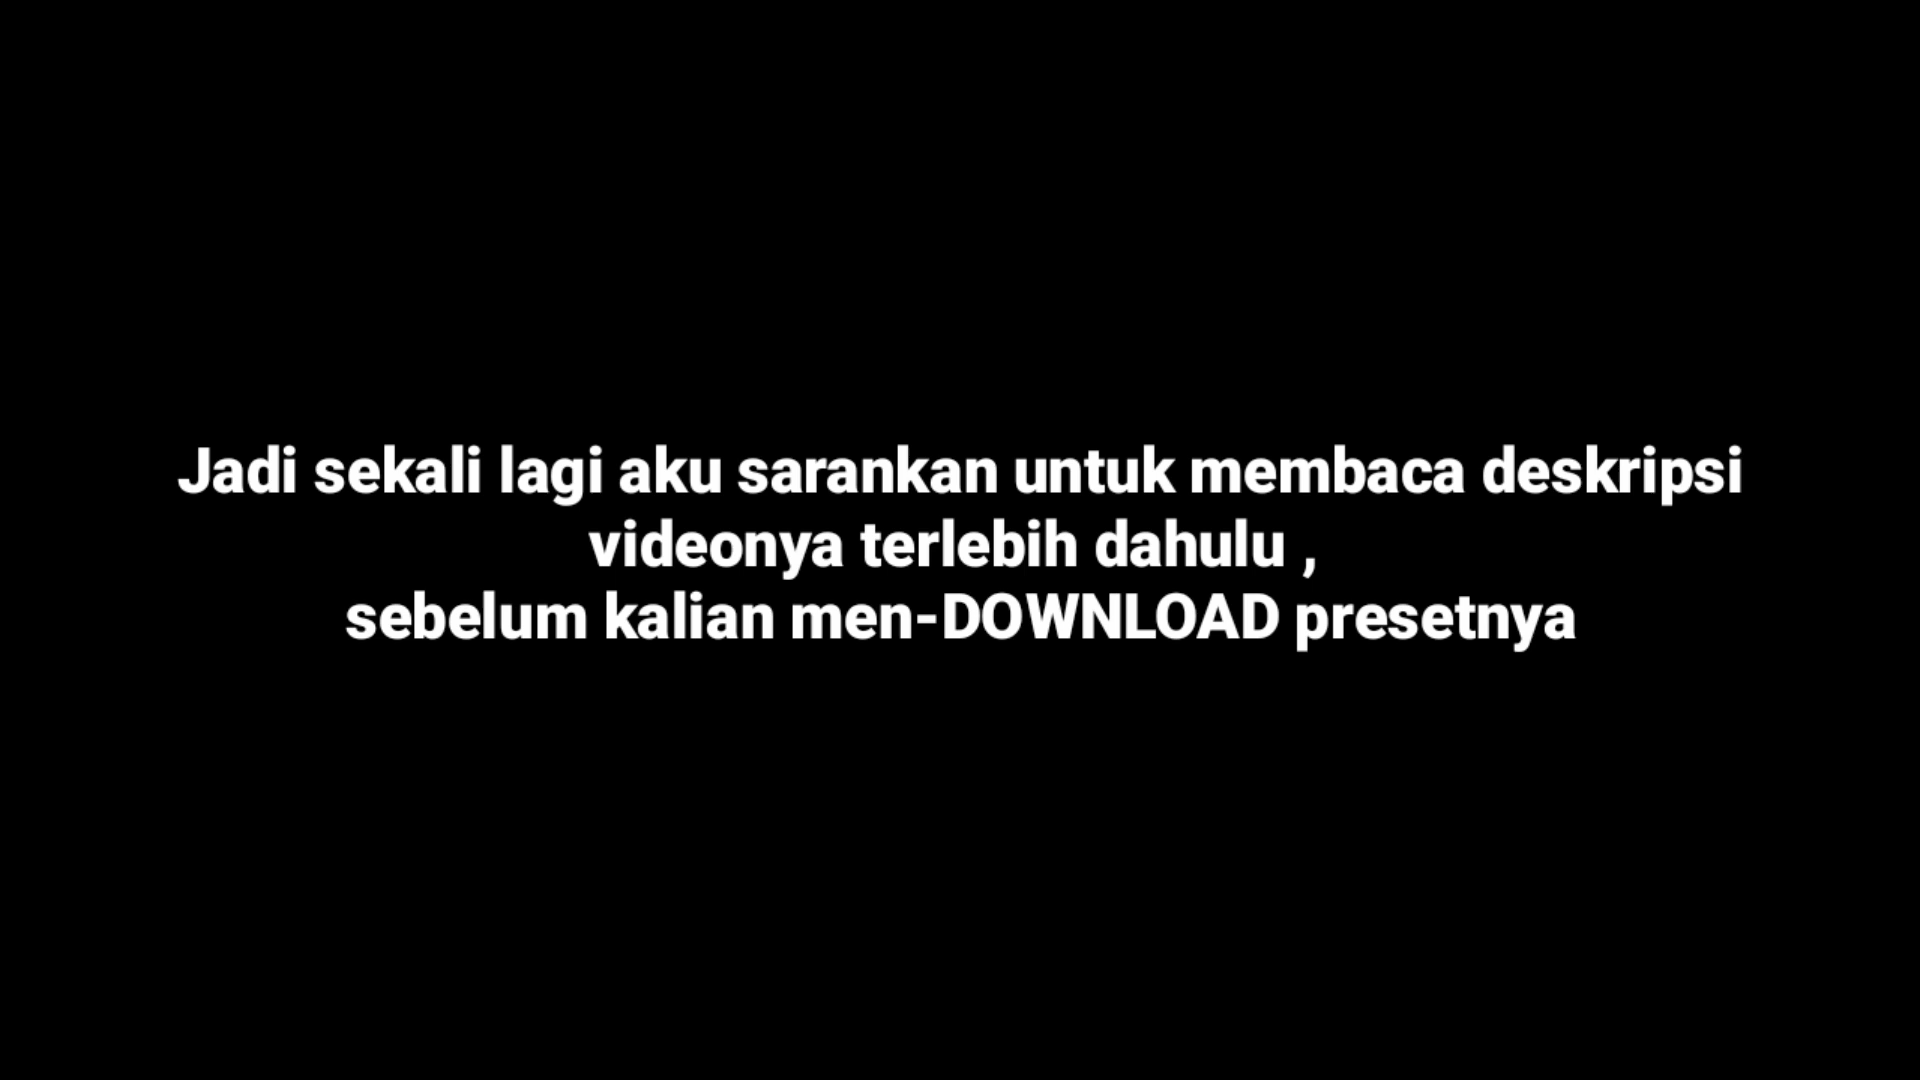 Jadi sekali lagi aku sarankan untuk membaca deskripsi
videonya terlebih dahulu ,
sebelum kalian men-DOWNLOAD presetnya